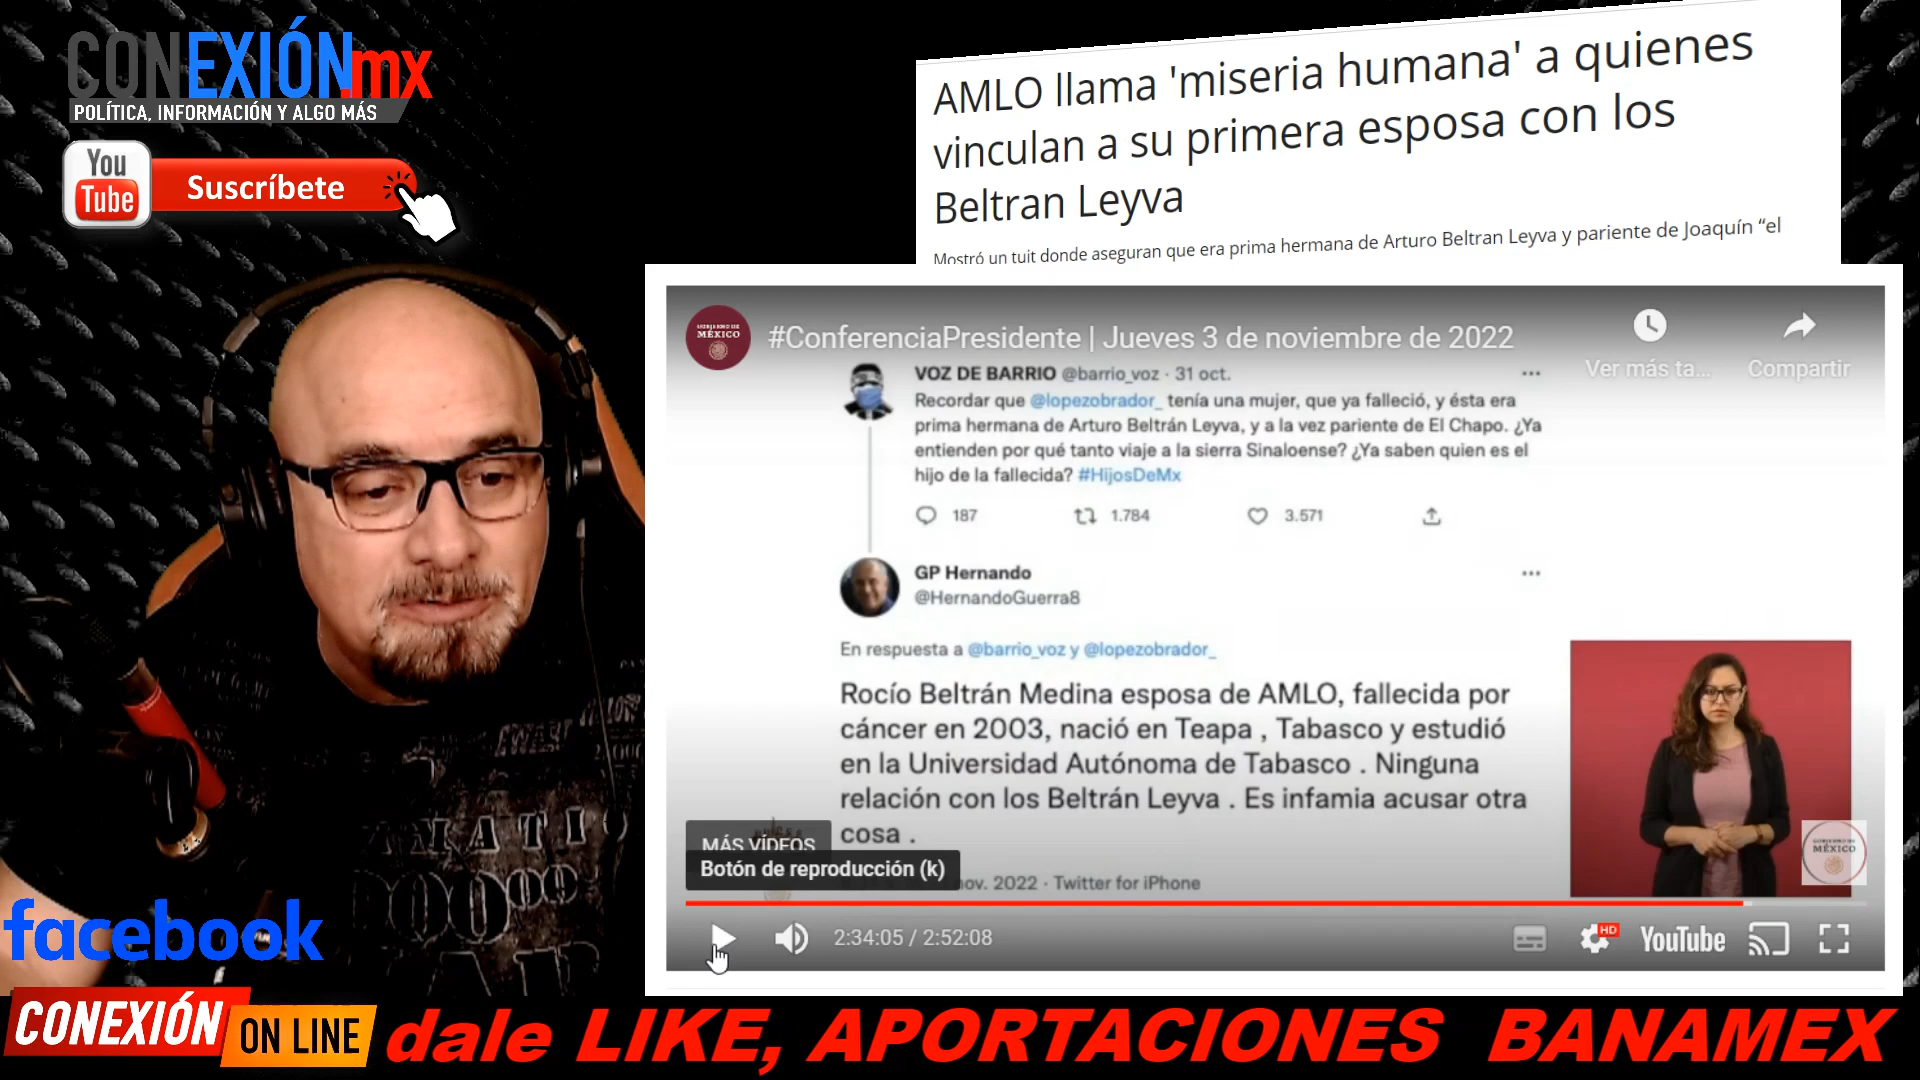 CONEXIÓN.mx
POLÍTICA, INFORMACIÓN Y ALGO MÁS
You
Tube
Suscríbete
AMLO llama 'miseria humana' a quienes
vinculan a su primera esposa con los
Beltran Leyva
Mostró un tuit donde aseguran que era prima hermana de Arturo Beltran Leyva y pariente de Joaquín “el
GOBIERNO DE
MÉXICO
#ConferenciaPresidente | Jueves 3 de noviembre de 2022
Ver más ta...
Compartir
VOZ DE BARRIO @barrio_voz · 31 oct.
Recordar que @lopezobrador_ tenía una mujer, que ya falleció, y ésta era
prima hermana de Arturo Beltrán Leyva, y a la vez pariente de El Chapo. ¿Ya
entienden por qué tanto viaje a la sierra Sinaloense? ¿Ya saben quien es el
hijo de la fallecida? #HijosDeMx
187 1.784 3.571
GP Hernando
@HernandoGuerra8
En respuesta a @barrio_voz y @lopezobrador_
Rocío Beltrán Medina esposa de AMLO, fallecida por
cáncer en 2003, nació en Teapa , Tabasco y estudió
en la Universidad Autónoma de Tabasco . Ninguna
relación con los Beltrán Leyva . Es infamia acusar otra
cosa .
MÁS VÍDEOS
Botón de reproducción (k)
nov. 2022 · Twitter for iPhone
GOBIERNO DE
MÉXICO
2:34:05 / 2:52:08
HD
YouTube
facebook
CONEXIÓN
ON LINE
dale LIKE, APORTACIONES BANAMEX